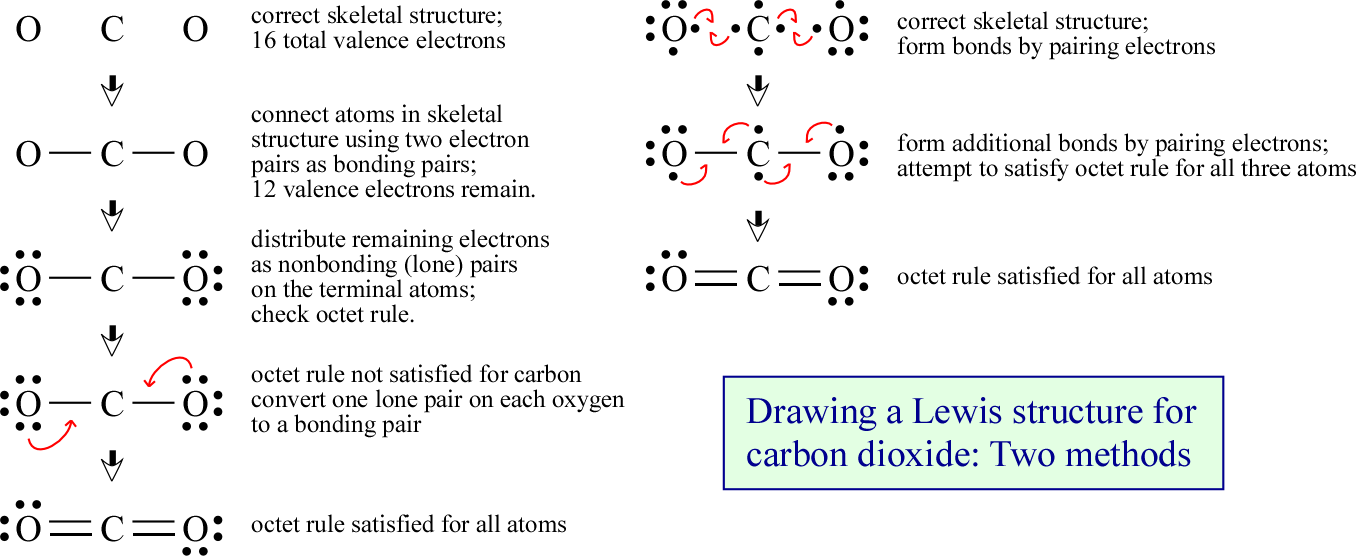 O C O
correct skeletal structure;
16 total valence electrons
O C O
connect atoms in skeletal
structure using two electron
pairs as bonding pairs;
12 valence electrons remain.
O C O
distribute remaining electrons
as nonbonding (lone) pairs
on the terminal atoms;
check octet rule.
O C O
octet rule not satisfied for carbon
convert one lone pair on each oxygen
to a bonding pair
O C O
octet rule satisfied for all atoms
O C O
correct skeletal structure;
form bonds by pairing electrons
O C O
form additional bonds by pairing electrons;
attempt to satisfy octet rule for all three atoms
O C O
octet rule satisfied for all atoms
Drawing a Lewis structure for
carbon dioxide: Two methods